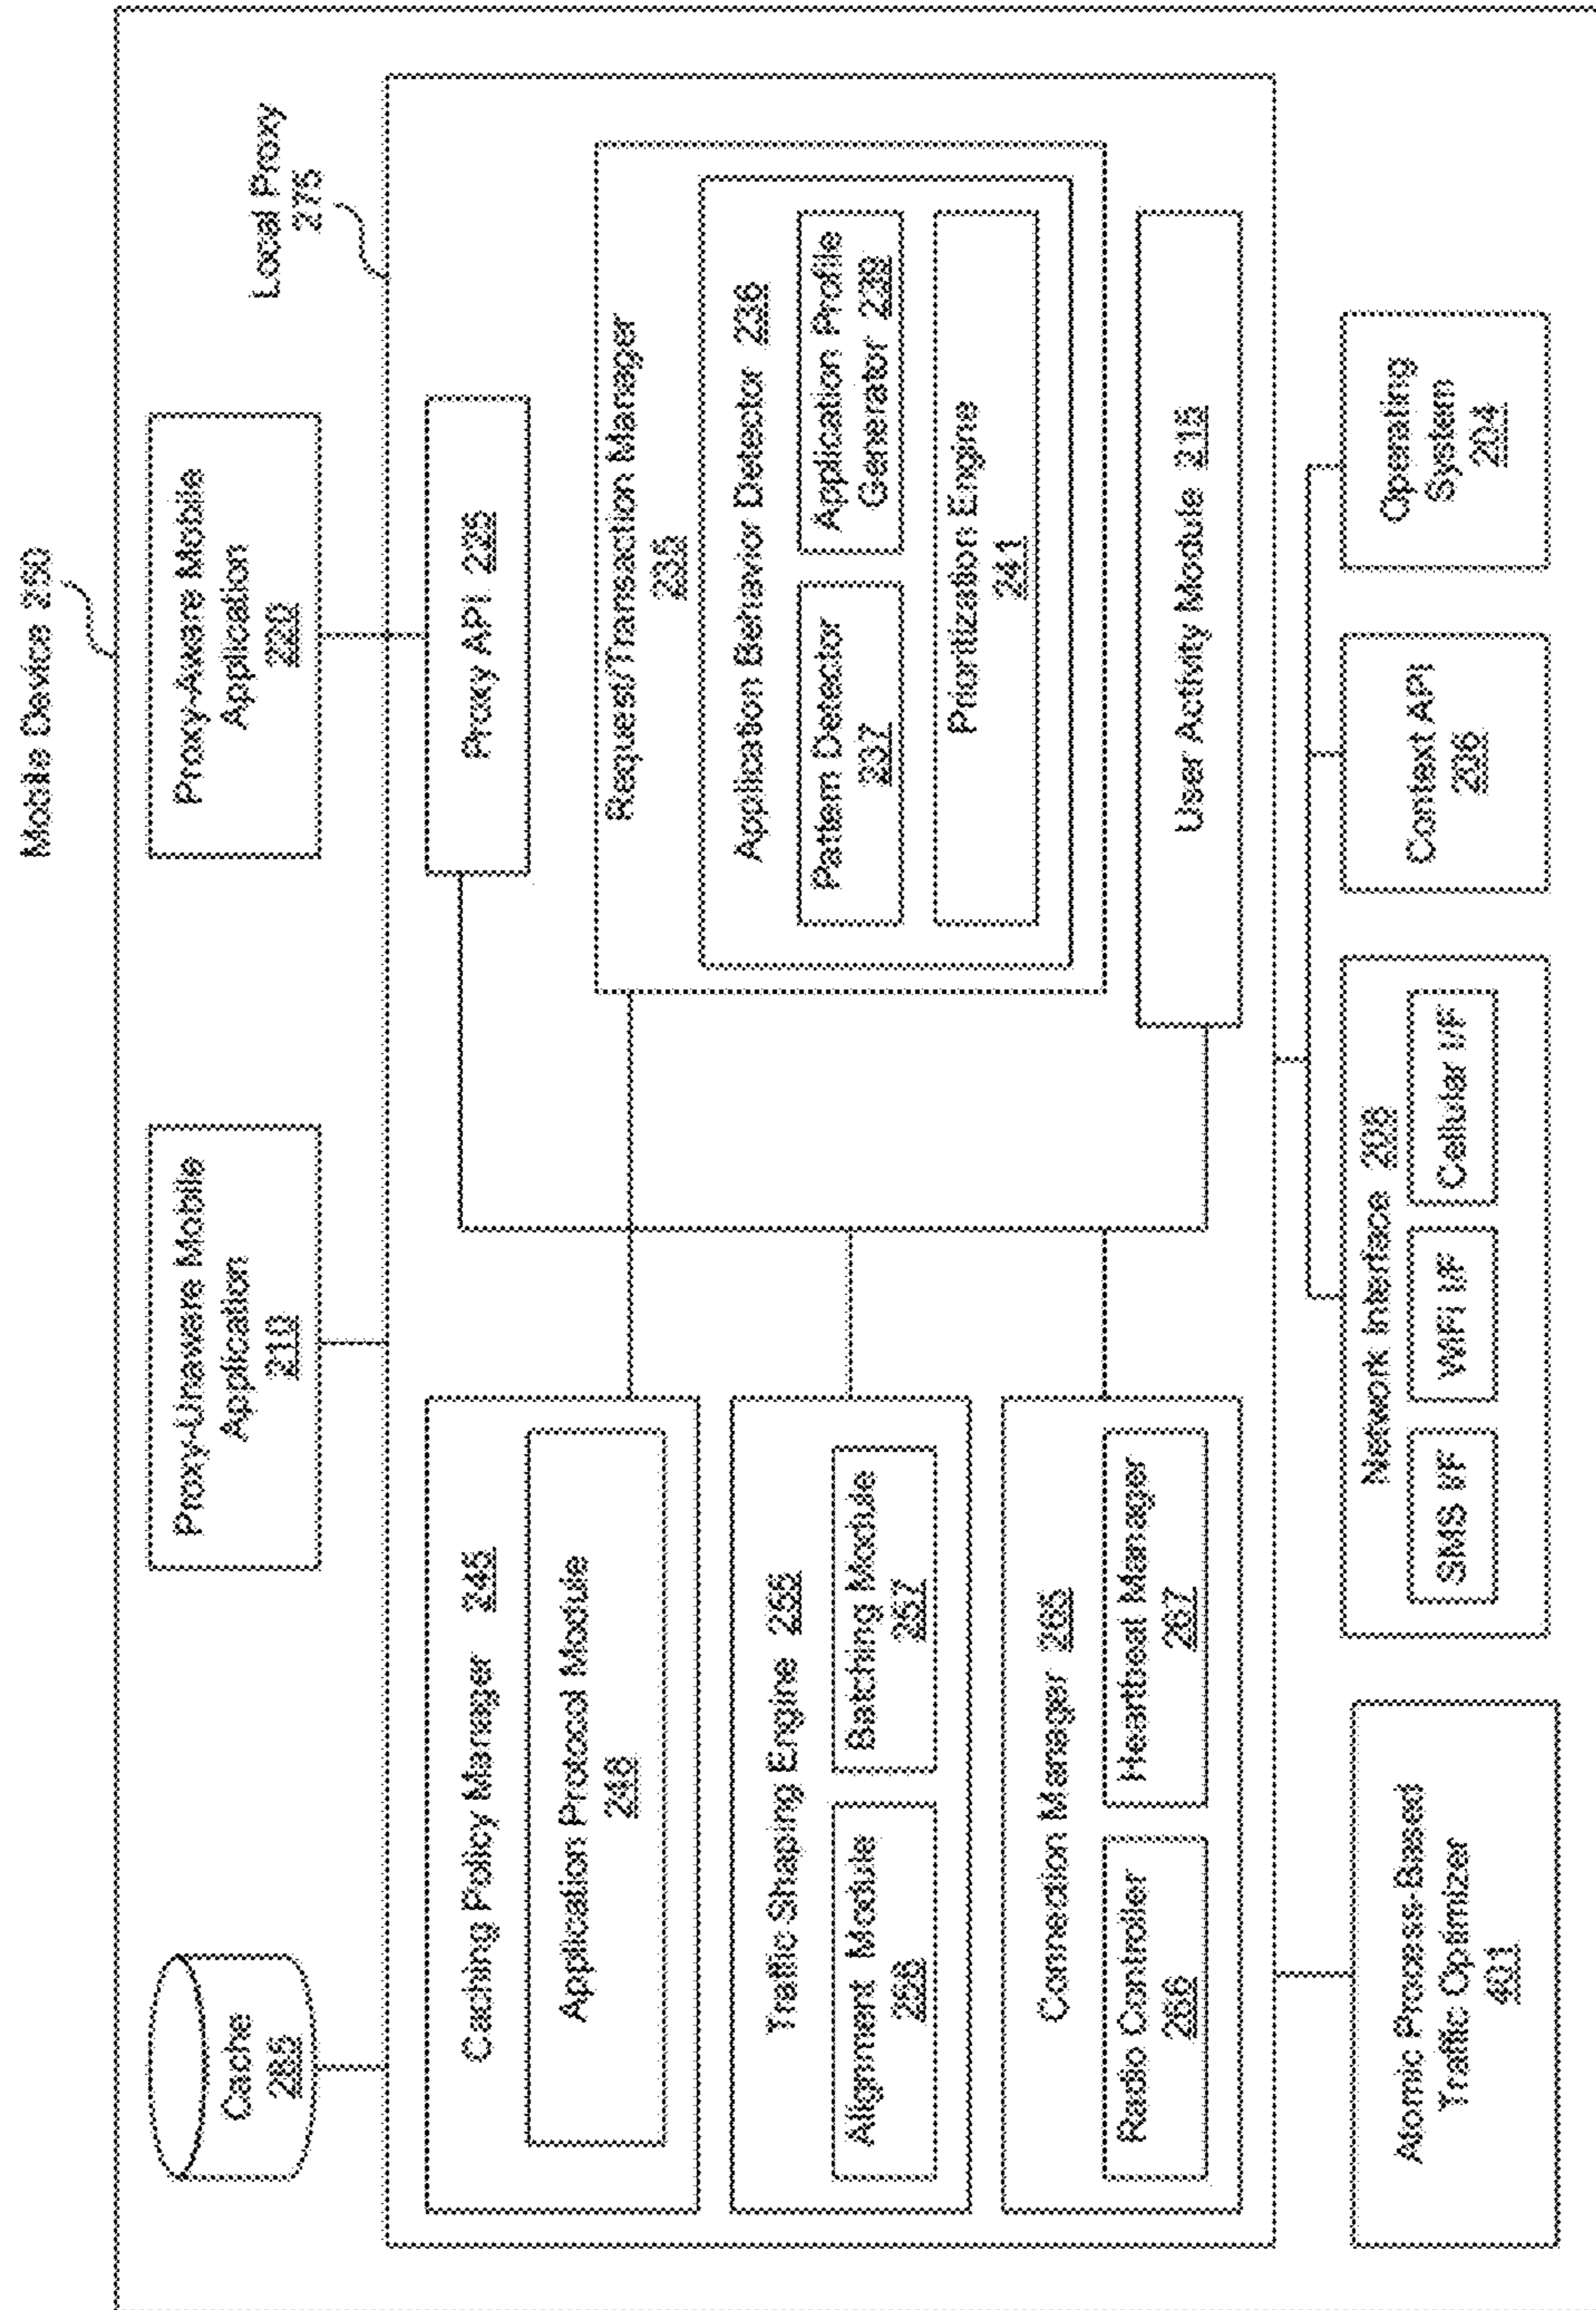 Mobile Device 250
Cache
285
Proxy-Unaware Mobile
Application
210
Proxy-Aware Mobile
Application
220
Local Proxy
275
Caching Policy Manager 245
Application Protocol Module
248
Proxy API 225
Request/Transaction Manager
235
Application Behavior Detector 236
Pattern Detector
237
Application Profile
Generator 239
Prioritization Engine
241
Traffic Shaping Engine 255
Alignment Module
256
Batching Module
257
Connection Manager 265
Radio Controller
266
Heartbeat Manager
267
User Activity Module 215
Atomic Process-Based
Traffic Optimizer
401
Network Interface 208
SMS I/F
WiFi I/F
Cellular I/F
Context API
206
Operating
System
204